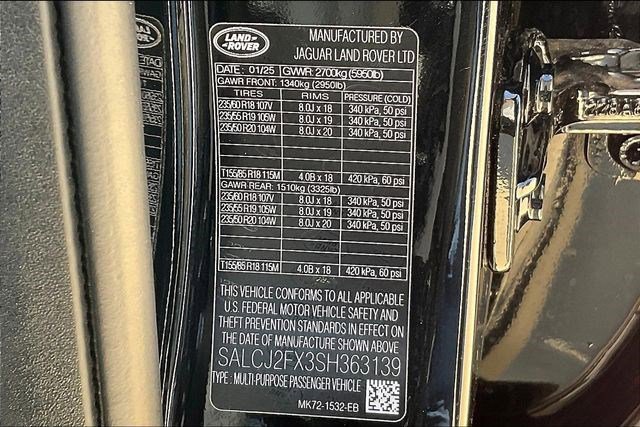 LAND
ROVER
MANUFACTURED BY
JAGUAR LAND ROVER LTD
DATE: 01/25 GVWR: 2700kg (5950lb)
GAWR FRONT: 1340kg (2950lb)
TIRES RIMS PRESSURE (COLD)
235/60 R18 107V 8.0J x 18 340 kPa, 50 psi
235/55 R19 105W 8.0J x 19 340 kPa, 50 psi
235/50 R20 104W 8.0J x 20 340 kPa, 50 psi
T155/85 R18 115M 4.0B x 18 420 kPa, 60 psi
GAWR REAR: 1510kg (3325lb)
235/60 R18 107V 8.0J x 18 340 kPa, 50 psi
235/55 R19 105W 8.0J x 19 340 kPa, 50 psi
235/50 R20 104W 8.0J x 20 340 kPa, 50 psi
T155/85 R18 115M 4.0B x 18 420 kPa, 60 psi
THIS VEHICLE CONFORMS TO ALL APPLICABLE
U.S. FEDERAL MOTOR VEHICLE SAFETY AND
THEFT PREVENTION STANDARDS IN EFFECT ON
THE DATE OF MANUFACTURE SHOWN ABOVE
SALCJ2FX3SH363139
TYPE: MULTI-PURPOSE PASSENGER VEHICLE
MK72-1532-EB